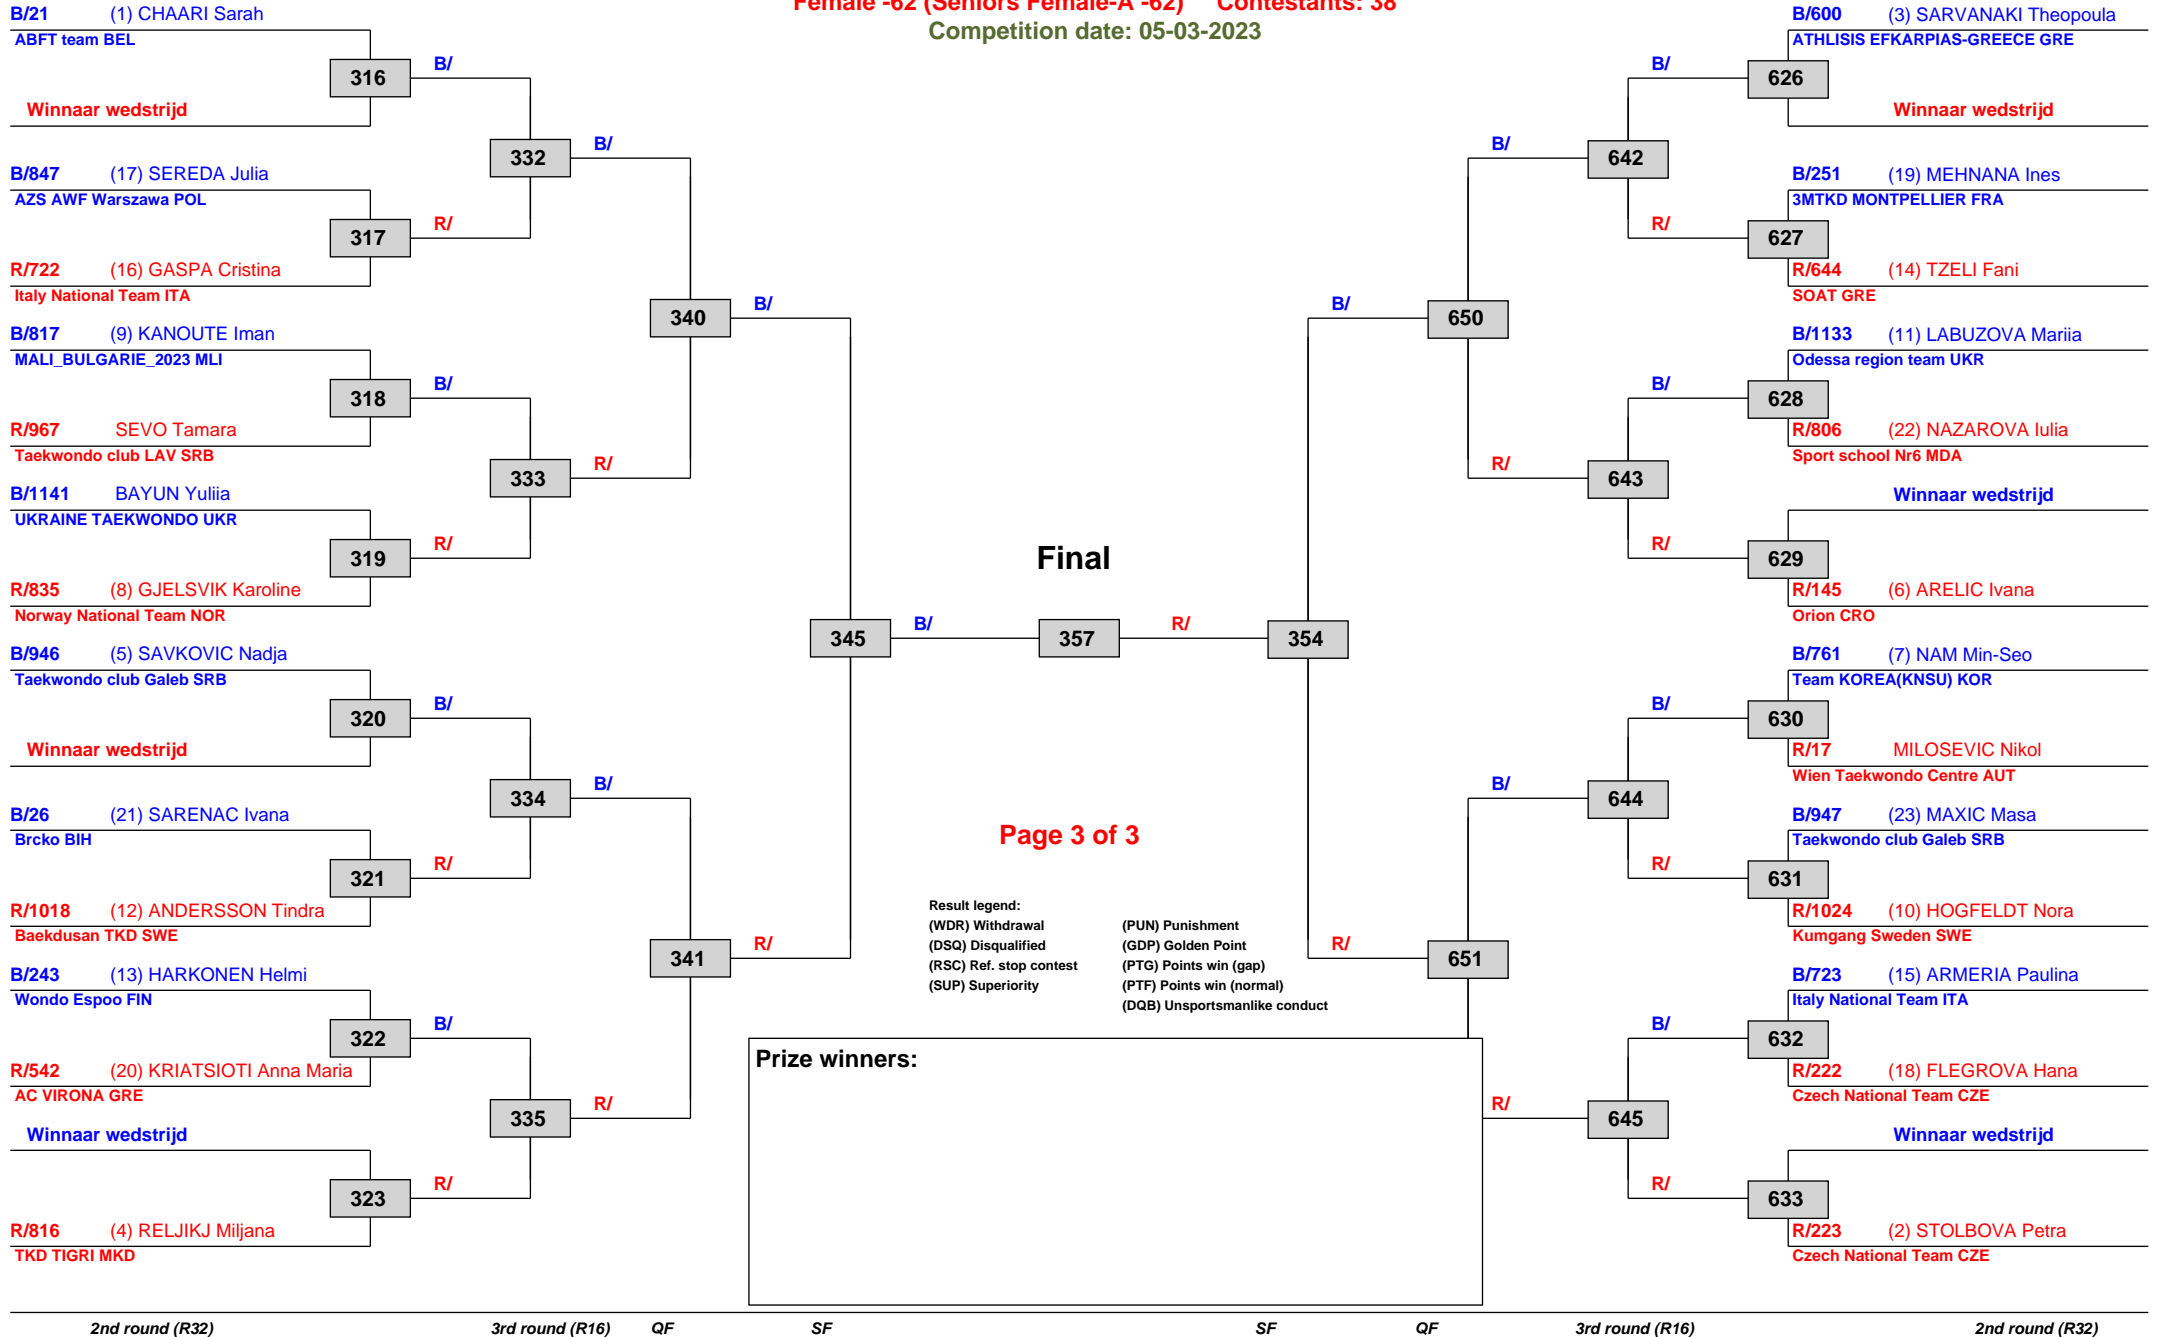 Female -62 (Seniors Female-A -62) Contestants: 38
Competition date: 05-03-2023
B/21 (1) CHAARI Sarah
ABFT team BEL
316
B/
Winnaar wedstrijd
332
B/
B/847 (17) SEREDA Julia
AZS AWF Warszawa POL
317
R/
R/722 (16) GASPA Cristina
Italy National Team ITA
340
B/
B/817 (9) KANOUTE Iman
MALI_BULGARIE_2023 MLI
318
B/
R/967 SEVO Tamara
Taekwondo club LAV SRB
333
R/
B/1141 BAYUN Yuliia
UKRAINE TAEKWONDO UKR
319
R/
R/835 (8) GJELSVIK Karoline
Norway National Team NOR
345
B/
B/946 (5) SAVKOVIC Nadja
Taekwondo club Galeb SRB
320
B/
Winnaar wedstrijd
334
B/
B/26 (21) SARENAC Ivana
Brcko BIH
321
R/
R/1018 (12) ANDERSSON Tindra
Baekdusan TKD SWE
341
R/
B/243 (13) HARKONEN Helmi
Wondo Espoo FIN
322
B/
R/542 (20) KRIATSIOTI Anna Maria
AC VIRONA GRE
335
R/
Winnaar wedstrijd
323
R/
R/816 (4) RELJIKJ Miljana
TKD TIGRI MKD
Final
357
R/
354
Page 3 of 3
Result legend:
(WDR) Withdrawal (PUN) Punishment
(DSQ) Disqualified (GDP) Golden Point
(RSC) Ref. stop contest (PTG) Points win (gap)
(SUP) Superiority (PTF) Points win (normal)
(DQB) Unsportsmanlike conduct
Prize winners:
B/600 (3) SARVANAKI Theopoula
ATHLISIS EFKARPIAS-GREECE GRE
B/
626
Winnaar wedstrijd
B/
642
B/251 (19) MEHNANA Ines
3MTKD MONTPELLIER FRA
R/
627
R/644 (14) TZELI Fani
SOAT GRE
B/
650
B/1133 (11) LABUZOVA Mariia
Odessa region team UKR
B/
628
R/806 (22) NAZAROVA Iulia
Sport school Nr6 MDA
R/
643
Winnaar wedstrijd
R/
629
R/145 (6) ARELIC Ivana
Orion CRO
B/761 (7) NAM Min-Seo
Team KOREA(KNSU) KOR
B/
630
R/17 MILOSEVIC Nikol
Wien Taekwondo Centre AUT
B/
644
B/947 (23) MAXIC Masa
Taekwondo club Galeb SRB
R/
631
R/1024 (10) HOGFELDT Nora
Kumgang Sweden SWE
R/
651
B/723 (15) ARMERIA Paulina
Italy National Team ITA
B/
632
R/222 (18) FLEGROVA Hana
Czech National Team CZE
R/
645
Winnaar wedstrijd
R/
633
R/223 (2) STOLBOVA Petra
Czech National Team CZE
2nd round (R32) 3rd round (R16) QF SF SF QF 3rd round (R16) 2nd round (R32)